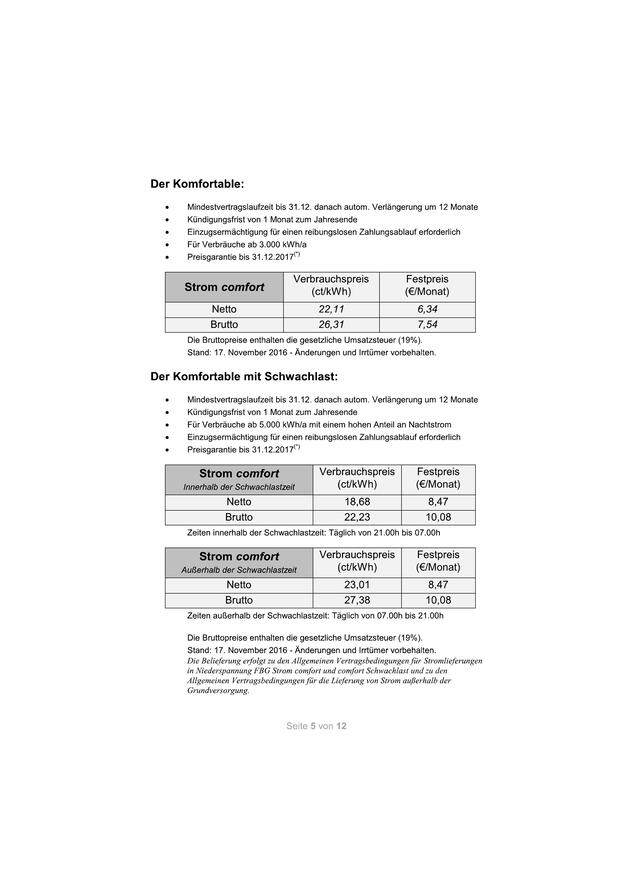 Der Komfortable:
• Mindestvertragslaufzeit bis 31.12. danach autom. Verlängerung um 12 Monate
• Kündigungsfrist von 1 Monat zum Jahresende
• Einzugsermächtigung für einen reibungslosen Zahlungsablauf erforderlich
• Für Verbräuche ab 3.000 kWh/a
• Preisgarantie bis 31.12.2017(*)
Strom comfort Verbrauchspreis (ct/kWh) Festpreis (€/Monat)
Netto 22,11 6,34
Brutto 26,31 7,54
Die Bruttopreise enthalten die gesetzliche Umsatzsteuer (19%).
Stand: 17. November 2016 - Änderungen und Irrtümer vorbehalten.
Der Komfortable mit Schwachlast:
• Mindestvertragslaufzeit bis 31.12. danach autom. Verlängerung um 12 Monate
• Kündigungsfrist von 1 Monat zum Jahresende
• Für Verbräuche ab 5.000 kWh/a mit einem hohen Anteil an Nachtstrom
• Einzugsermächtigung für einen reibungslosen Zahlungsablauf erforderlich
• Preisgarantie bis 31.12.2017(*)
Strom comfort Verbrauchspreis Festpreis
Innerhalb der Schwachlastzeit (ct/kWh) (€/Monat)
Netto 18,68 8,47
Brutto 22,23 10,08
Zeiten innerhalb der Schwachlastzeit: Täglich von 21.00h bis 07.00h
Strom comfort Verbrauchspreis Festpreis
Außerhalb der Schwachlastzeit (ct/kWh) (€/Monat)
Netto 23,01 8,47
Brutto 27,38 10,08
Zeiten außerhalb der Schwachlastzeit: Täglich von 07.00h bis 21.00h
Die Bruttopreise enthalten die gesetzliche Umsatzsteuer (19%).
Stand: 17. November 2016 - Änderungen und Irrtümer vorbehalten.
Die Belieferung erfolgt zu den Allgemeinen Vertragsbedingungen für Stromlieferungen
in Niederspannung FBG Strom comfort und comfort Schwachlast und zu den
Allgemeinen Vertragsbedingungen für die Lieferung von Strom außerhalb der
Grundversorgung.
Seite 5 von 12